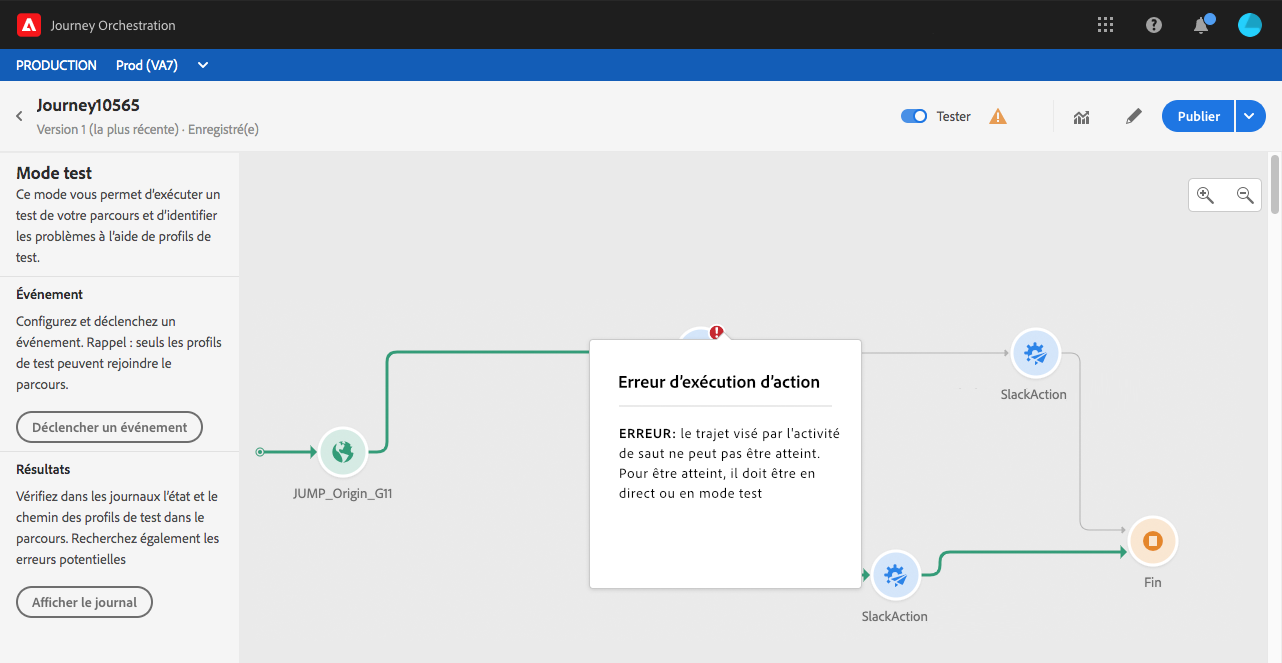 Journey Orchestration
PRODUCTION Prod (VA7)
Journey10565
Version 1 (la plus récente) · Enregistré(e)
Tester
Publier
Mode test
Ce mode vous permet d’exécuter un
test de votre parcours et d’identifier
les problèmes à l’aide de profils de
test.
Événement
Configurez et déclenchez un
événement. Rappel : seuls les profils
de test peuvent rejoindre le
parcours.
Déclencher un événement
Résultats
Vérifiez dans les journaux l’état et le
chemin des profils de test dans le
parcours. Recherchez également les
erreurs potentielles
Afficher le journal
JUMP_Origin_G11
Erreur d’exécution d’action
ERREUR: le trajet visé par l’activité
de saut ne peut pas être atteint.
Pour être atteint, il doit être en
direct ou en mode test
SlackAction
SlackAction
Fin